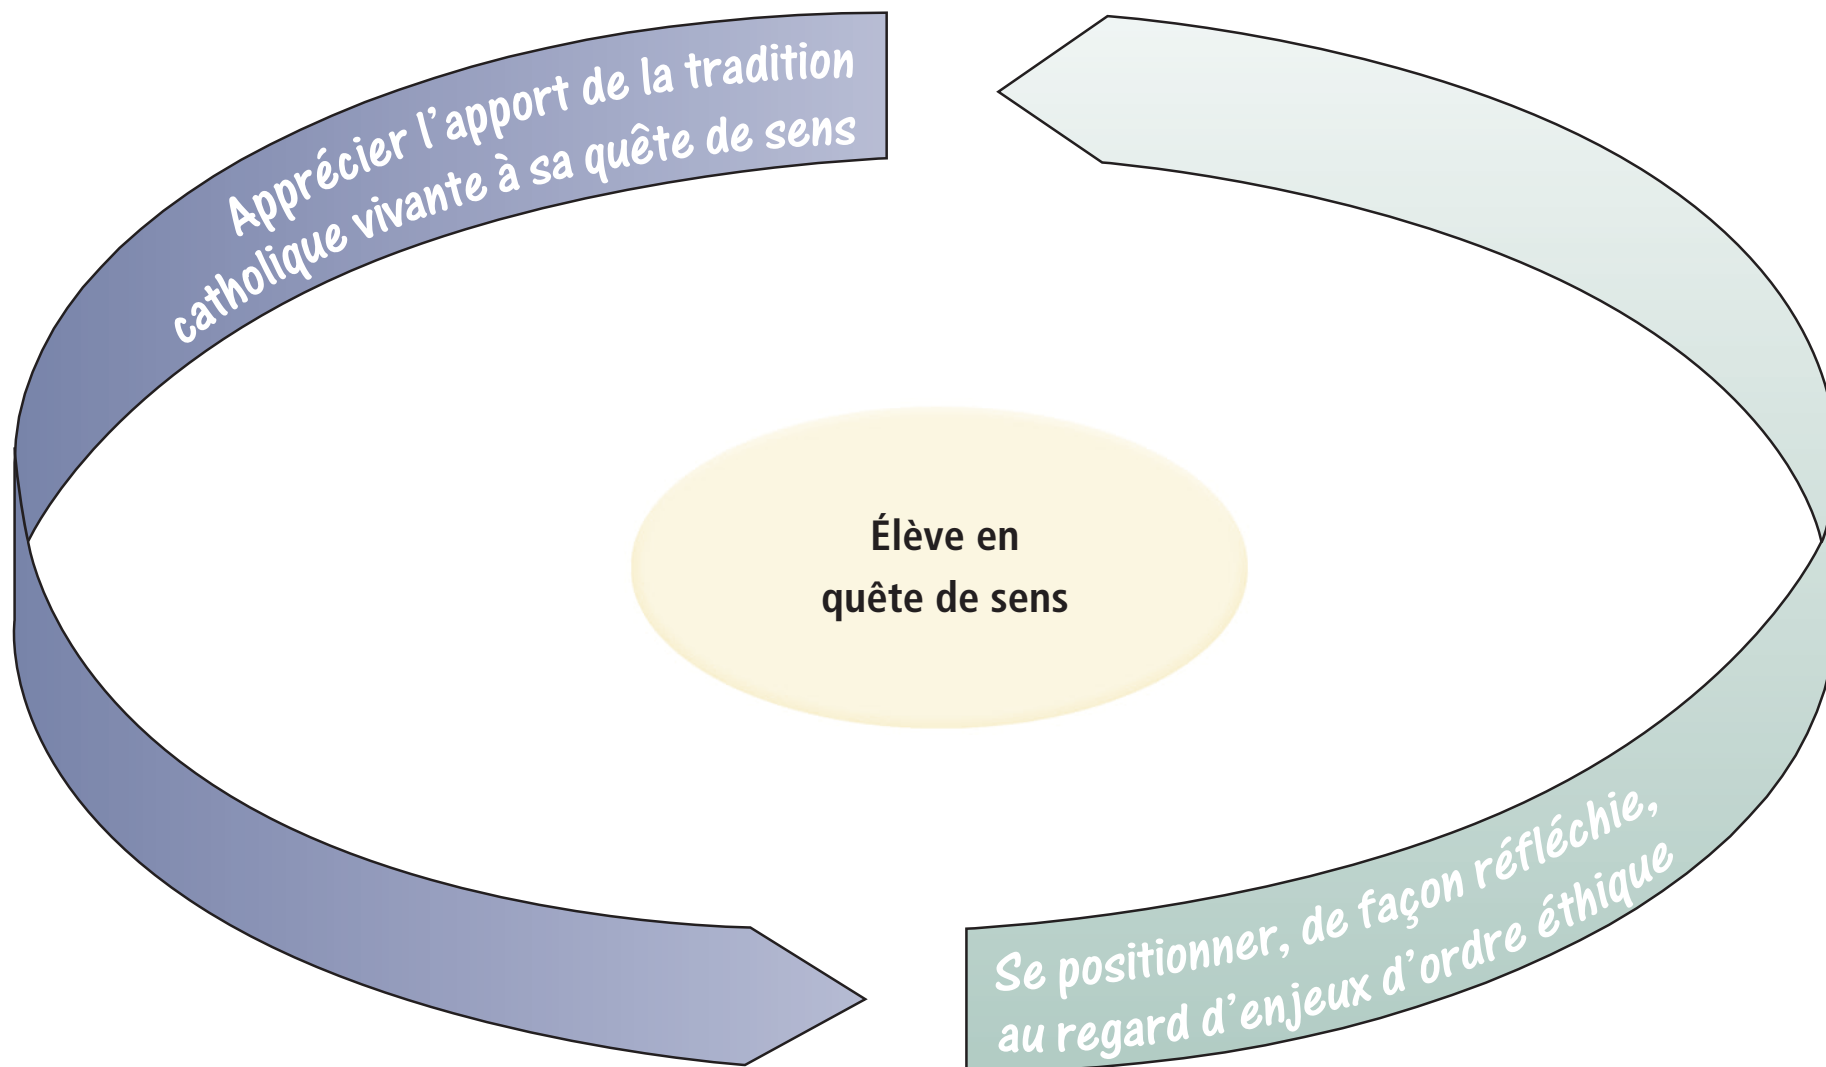 Apprécier l'apport de la tradition
catholique vivante à sa quête de sens
Élève en
quête de sens
Se positionner, de façon réfléchie,
au regard d'enjeux d'ordre éthique